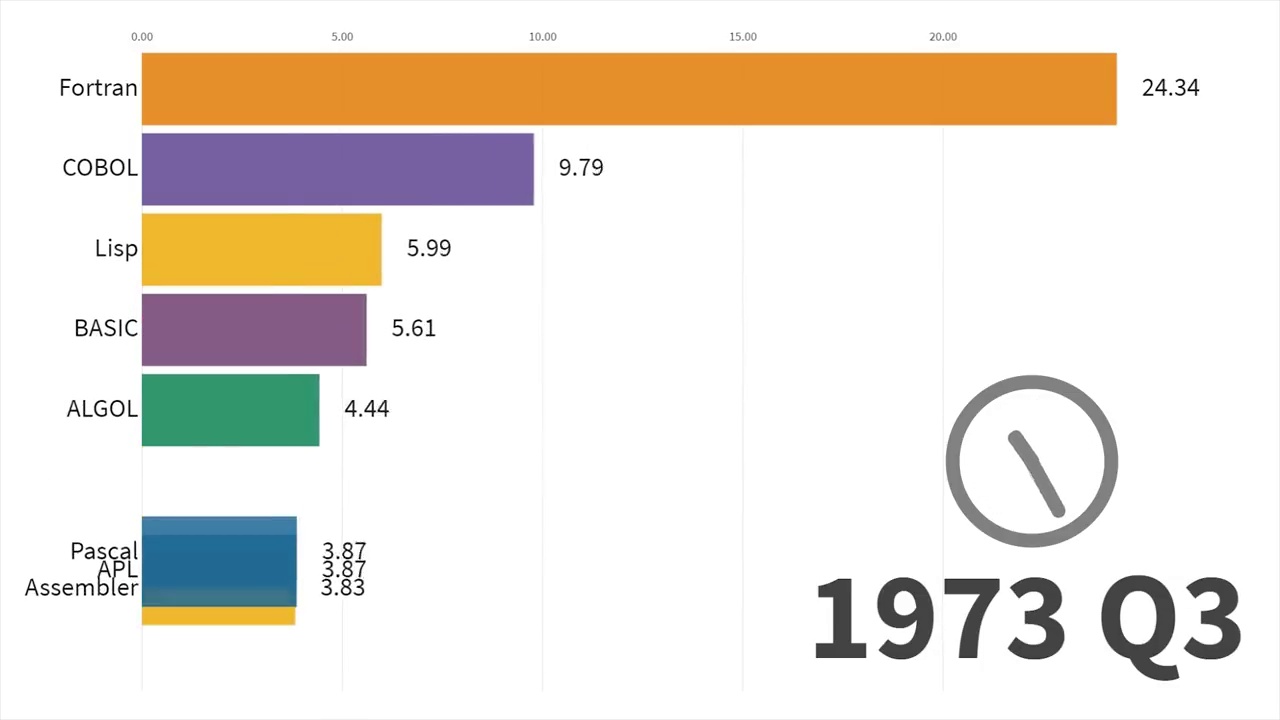 0.00 5.00 10.00 15.00 20.00
Fortran 24.34
COBOL 9.79
Lisp 5.99
BASIC 5.61
ALGOL 4.44
Pascal 3.87
APL 3.87
Assembler 3.83
1973 Q3